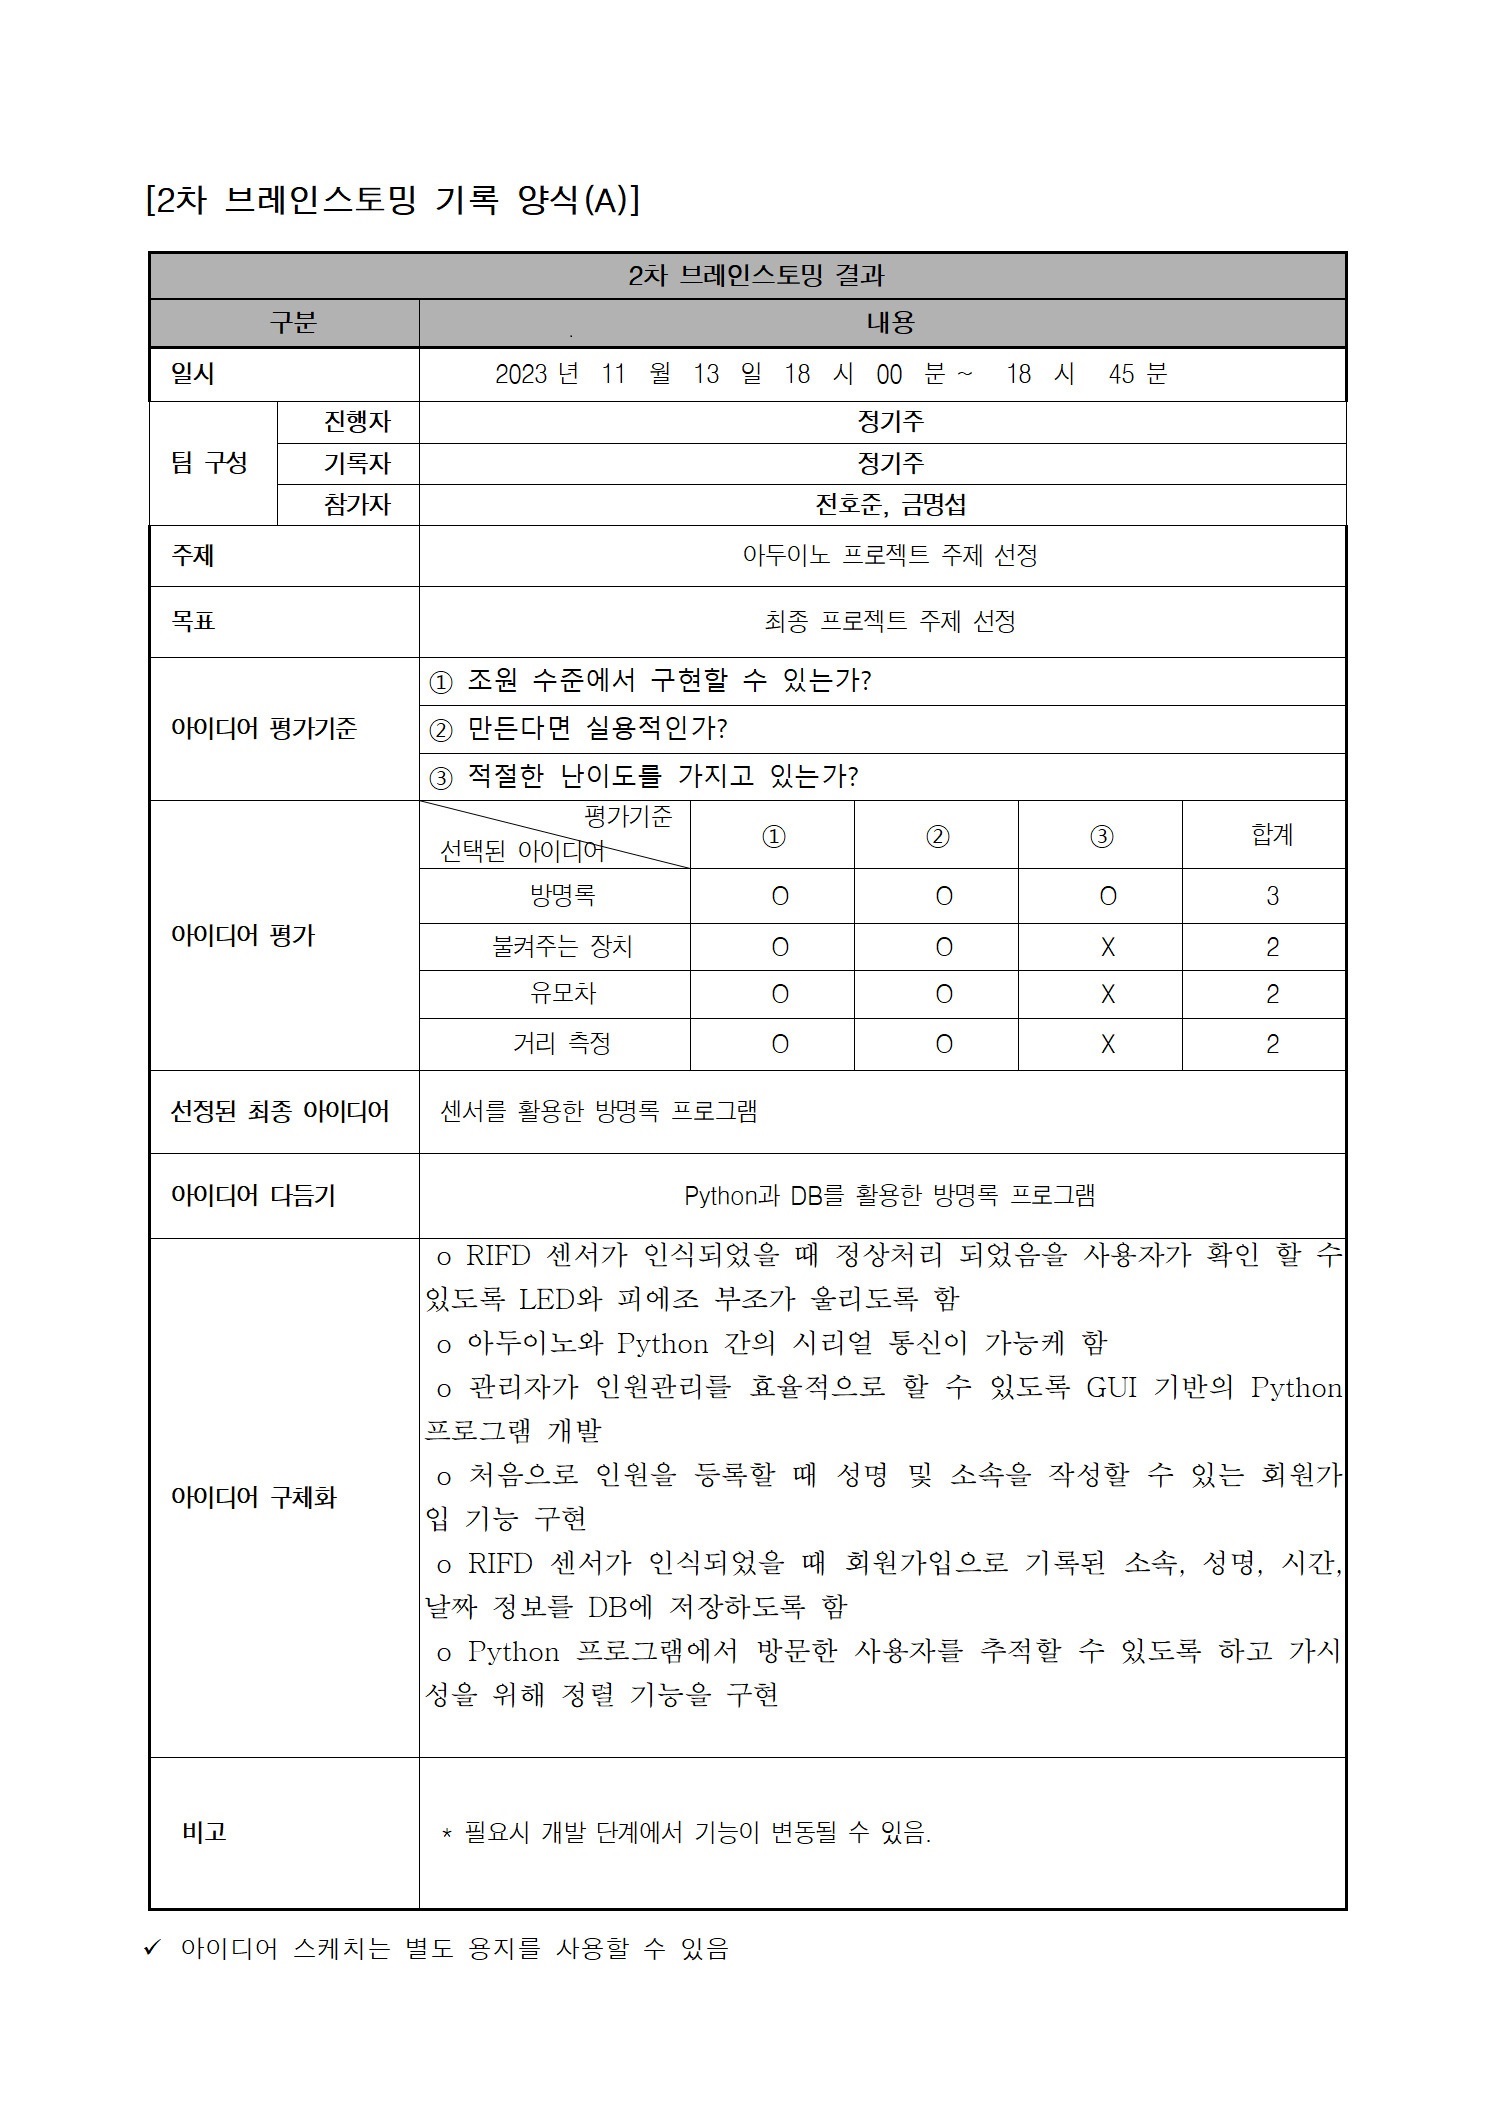 [2차 브레인스토밍 기록 양식(A)]
2차 브레인스토밍 결과
구분 내용
일시 2023 년 11 월 13 일 18 시 00 분 ~ 18 시 45 분
팀 구성
진행자 정기주
기록자 정기주
참가자 전호준, 금명섭
주제 아두이노 프로젝트 주제 선정
목표 최종 프로젝트 주제 선정
아이디어 평가기준
① 조원 수준에서 구현할 수 있는가?
② 만든다면 실용적인가?
③ 적절한 난이도를 가지고 있는가?
아이디어 평가
평가기준
선택된 아이디어 ① ② ③ 합계
방명록 O O O 3
불켜주는 장치 O O X 2
유모차 O O X 2
거리 측정 O O X 2
선정된 최종 아이디어 센서를 활용한 방명록 프로그램
아이디어 다듬기 Python과 DB를 활용한 방명록 프로그램
아이디어 구체화
o RIFD 센서가 인식되었을 때 정상처리 되었음을 사용자가 확인 할 수
있도록 LED와 피에조 부조가 울리도록 함
o 아두이노와 Python 간의 시리얼 통신이 가능케 함
o 관리자가 인원관리를 효율적으로 할 수 있도록 GUI 기반의 Python
프로그램 개발
o 처음으로 인원을 등록할 때 성명 및 소속을 작성할 수 있는 회원가
입 기능 구현
o RIFD 센서가 인식되었을 때 회원가입으로 기록된 소속, 성명, 시간,
날짜 정보를 DB에 저장하도록 함
o Python 프로그램에서 방문한 사용자를 추적할 수 있도록 하고 가시
성을 위해 정렬 기능을 구현
비고 * 필요시 개발 단계에서 기능이 변동될 수 있음.
✓ 아이디어 스케치는 별도 용지를 사용할 수 있음